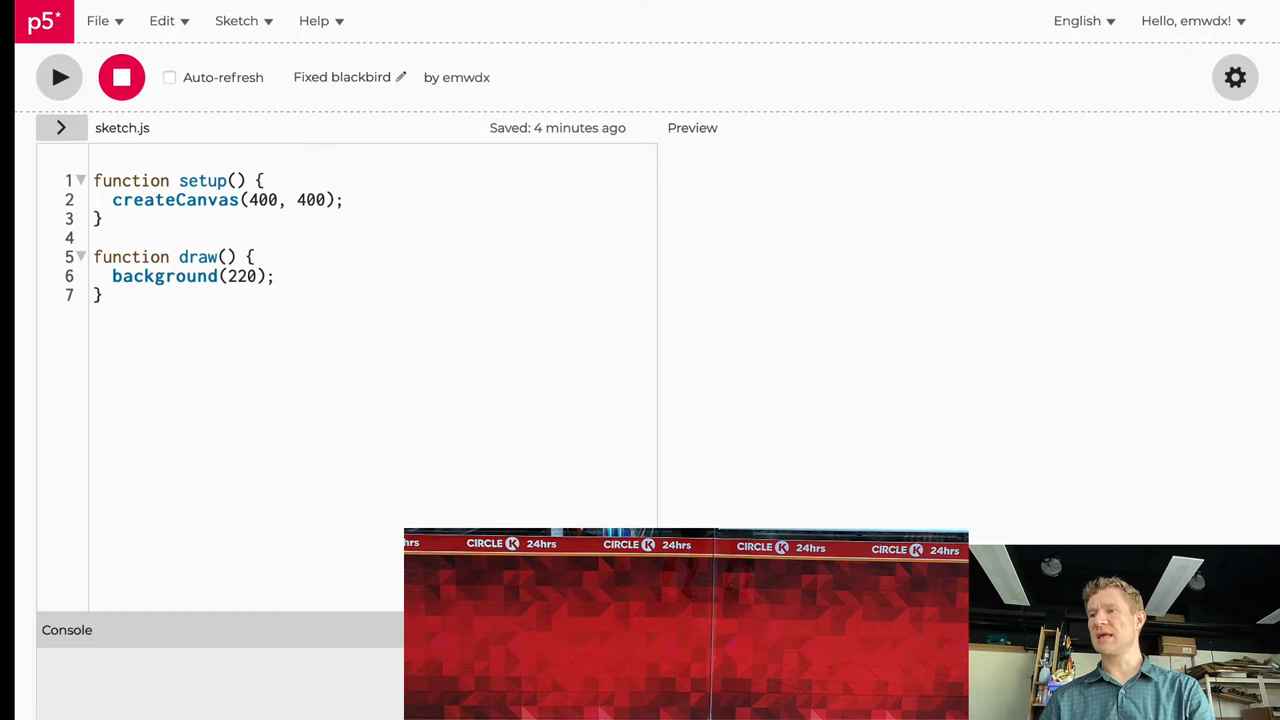 p5* File Edit Sketch Help English Hello, emwdx!
Auto-refresh Fixed blackbird by emwdx
sketch.js Saved: 4 minutes ago Preview
1 function setup() {
2 createCanvas(400, 400);
3 }
4
5 function draw() {
6 background(220);
7 }
hrs CIRCLE K 24hrs CIRCLE K 24hrs CIRCLE K 24hrs CIRCLE K 24hrs
Console